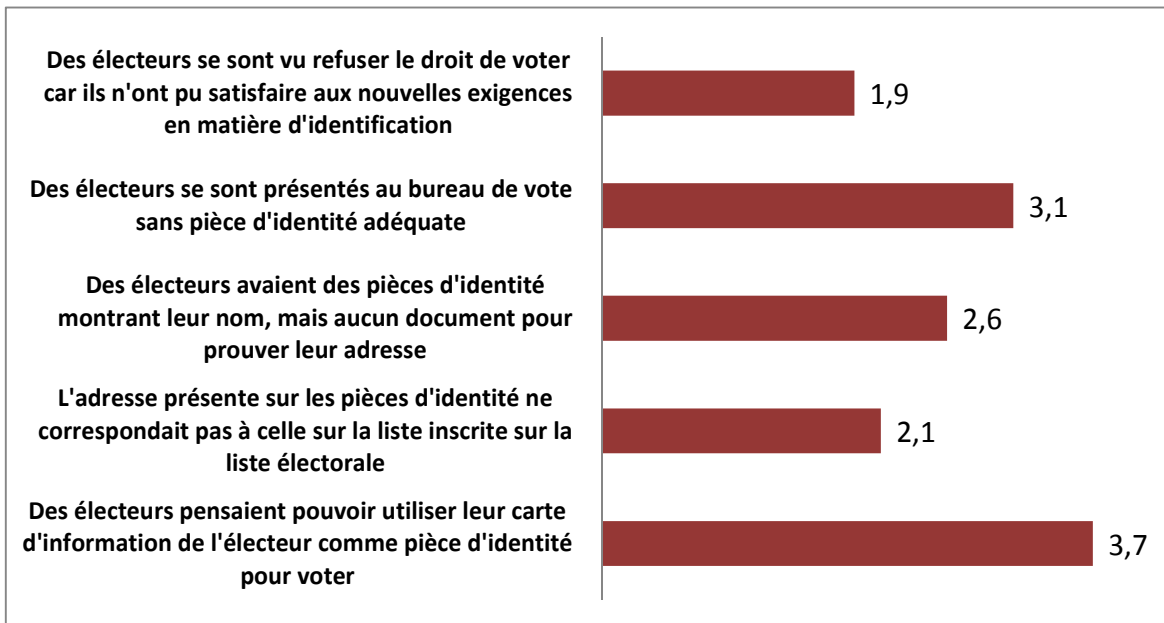 Des électeurs se sont vu refuser le droit de voter
car ils n'ont pu satisfaire aux nouvelles exigences
en matière d'identification
1,9
Des électeurs se sont présentés au bureau de vote
sans pièce d'identité adéquate
3,1
Des électeurs avaient des pièces d'identité
montrant leur nom, mais aucun document pour
prouver leur adresse
2,6
L'adresse présente sur les pièces d'identité ne
correspondait pas à celle sur la liste inscrite sur la
liste électorale
2,1
Des électeurs pensaient pouvoir utiliser leur carte
d'information de l'électeur comme pièce d'identité
pour voter
3,7